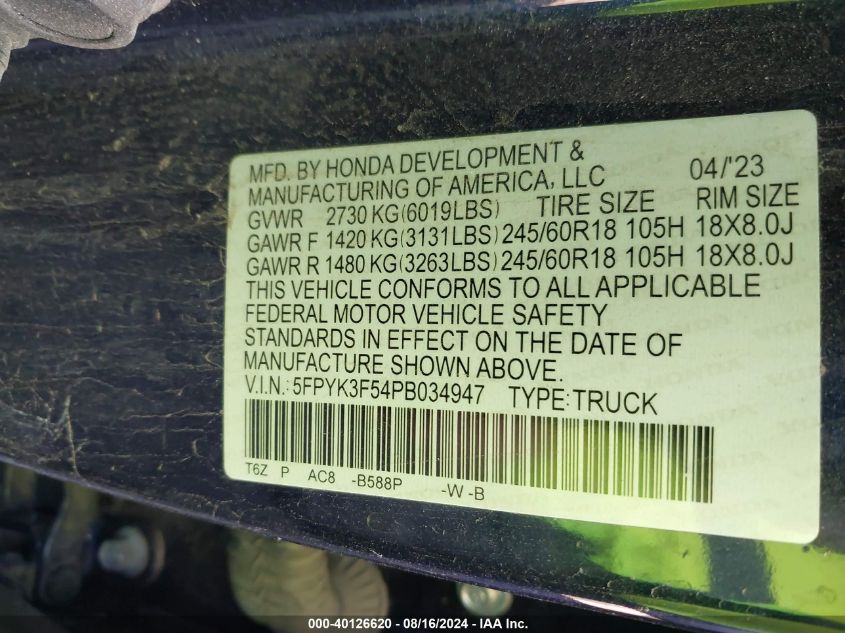 MFD. BY HONDA DEVELOPMENT & 04/'23
MANUFACTURING OF AMERICA, LLC
GVWR 2730 KG(6019LBS) TIRE SIZE RIM SIZE
GAWR F 1420 KG(3131LBS) 245/60R18 105H 18X8.0J
GAWR R 1480 KG(3263LBS) 245/60R18 105H 18X8.0J
THIS VEHICLE CONFORMS TO ALL APPLICABLE
FEDERAL MOTOR VEHICLE SAFETY
STANDARDS IN EFFECT ON THE DATE OF
MANUFACTURE SHOWN ABOVE.
V.I.N.: 5FPYK3F54PB034947 TYPE: TRUCK
T6Z P AC8 -B588P -W -B
000-40126620 - 08/16/2024 - IAA Inc.